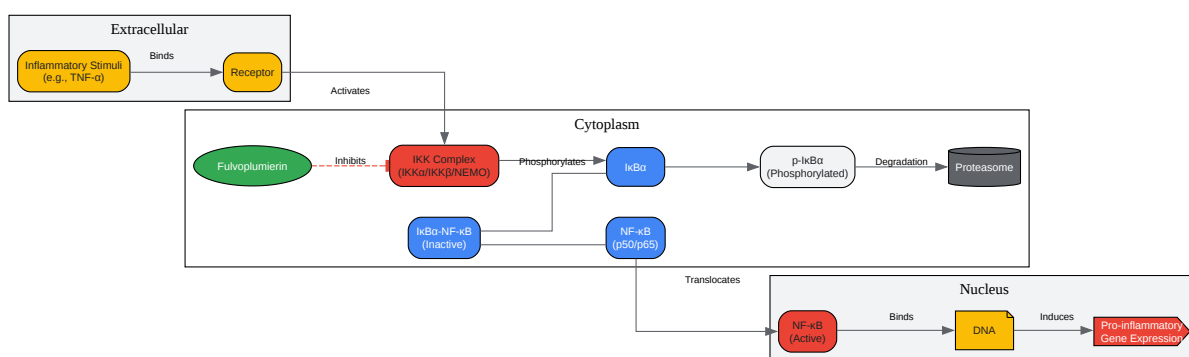 Extracellular
Inflammatory Stimuli
(e.g., TNF-α)
Binds
Receptor
Activates
Cytoplasm
Fulvoplumierin
Inhibits
IKK Complex
(IKKα/IKKβ/NEMO)
Phosphorylates
IκBα
p-IκBα
(Phosphorylated)
Degradation
Proteasome
IκBα-NF-κB
(Inactive)
NF-κB
(p50/p65)
Translocates
Nucleus
NF-κB
(Active)
Binds
DNA
Induces
Pro-inflammatory
Gene Expression